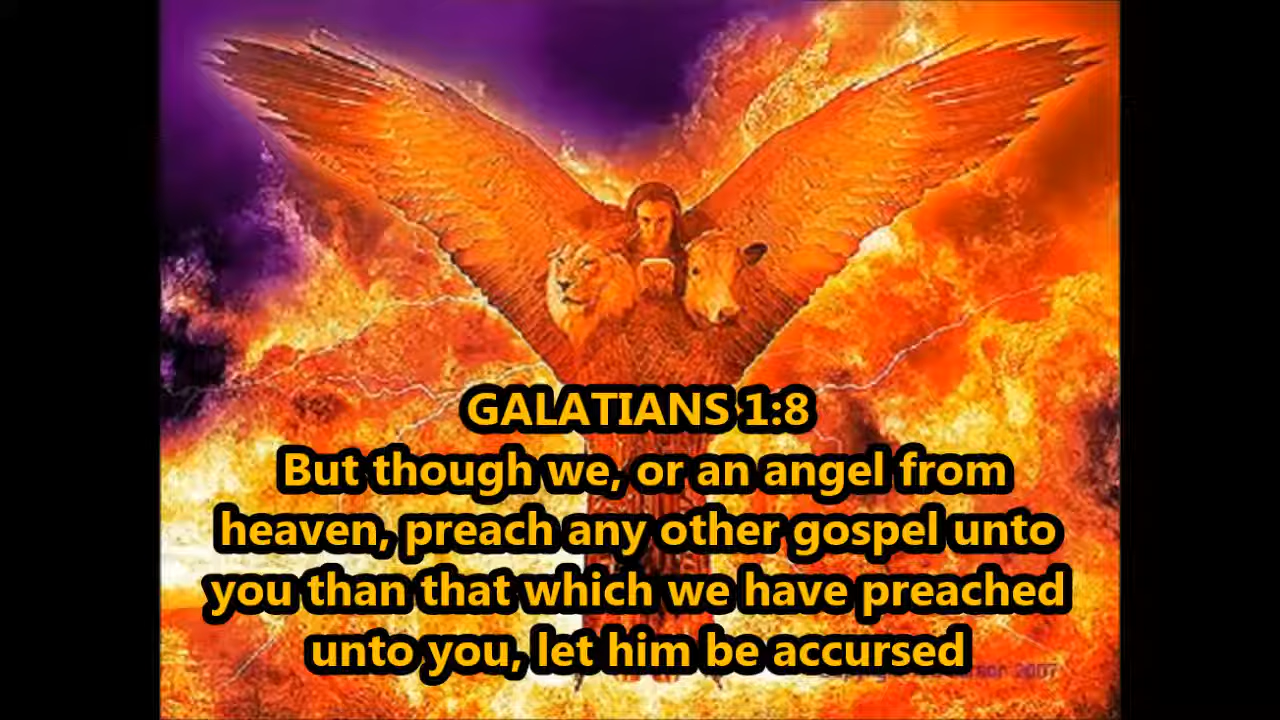 GALATIANS 1:8
But though we, or an angel from
heaven, preach any other gospel unto
you than that which we have preached
unto you, let him be accursed
2007